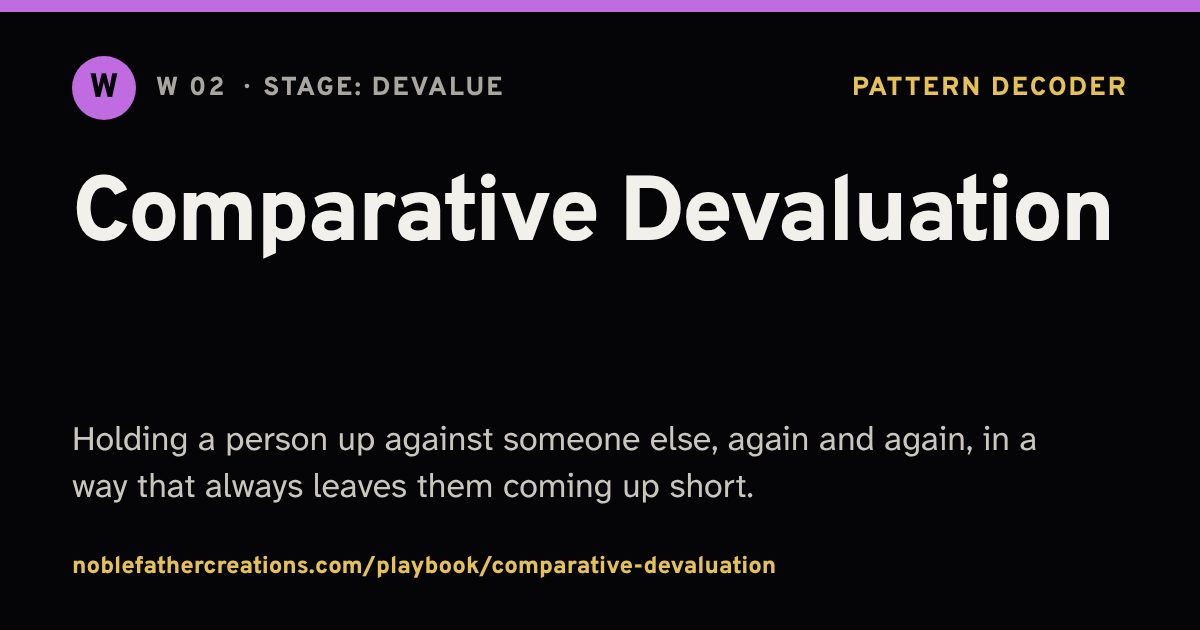 W
W 02 · STAGE: DEVALUE
PATTERN DECODER
Comparative Devaluation
Holding a person up against someone else, again and again, in a
way that always leaves them coming up short.
noblefathercreations.com/playbook/comparative-devaluation